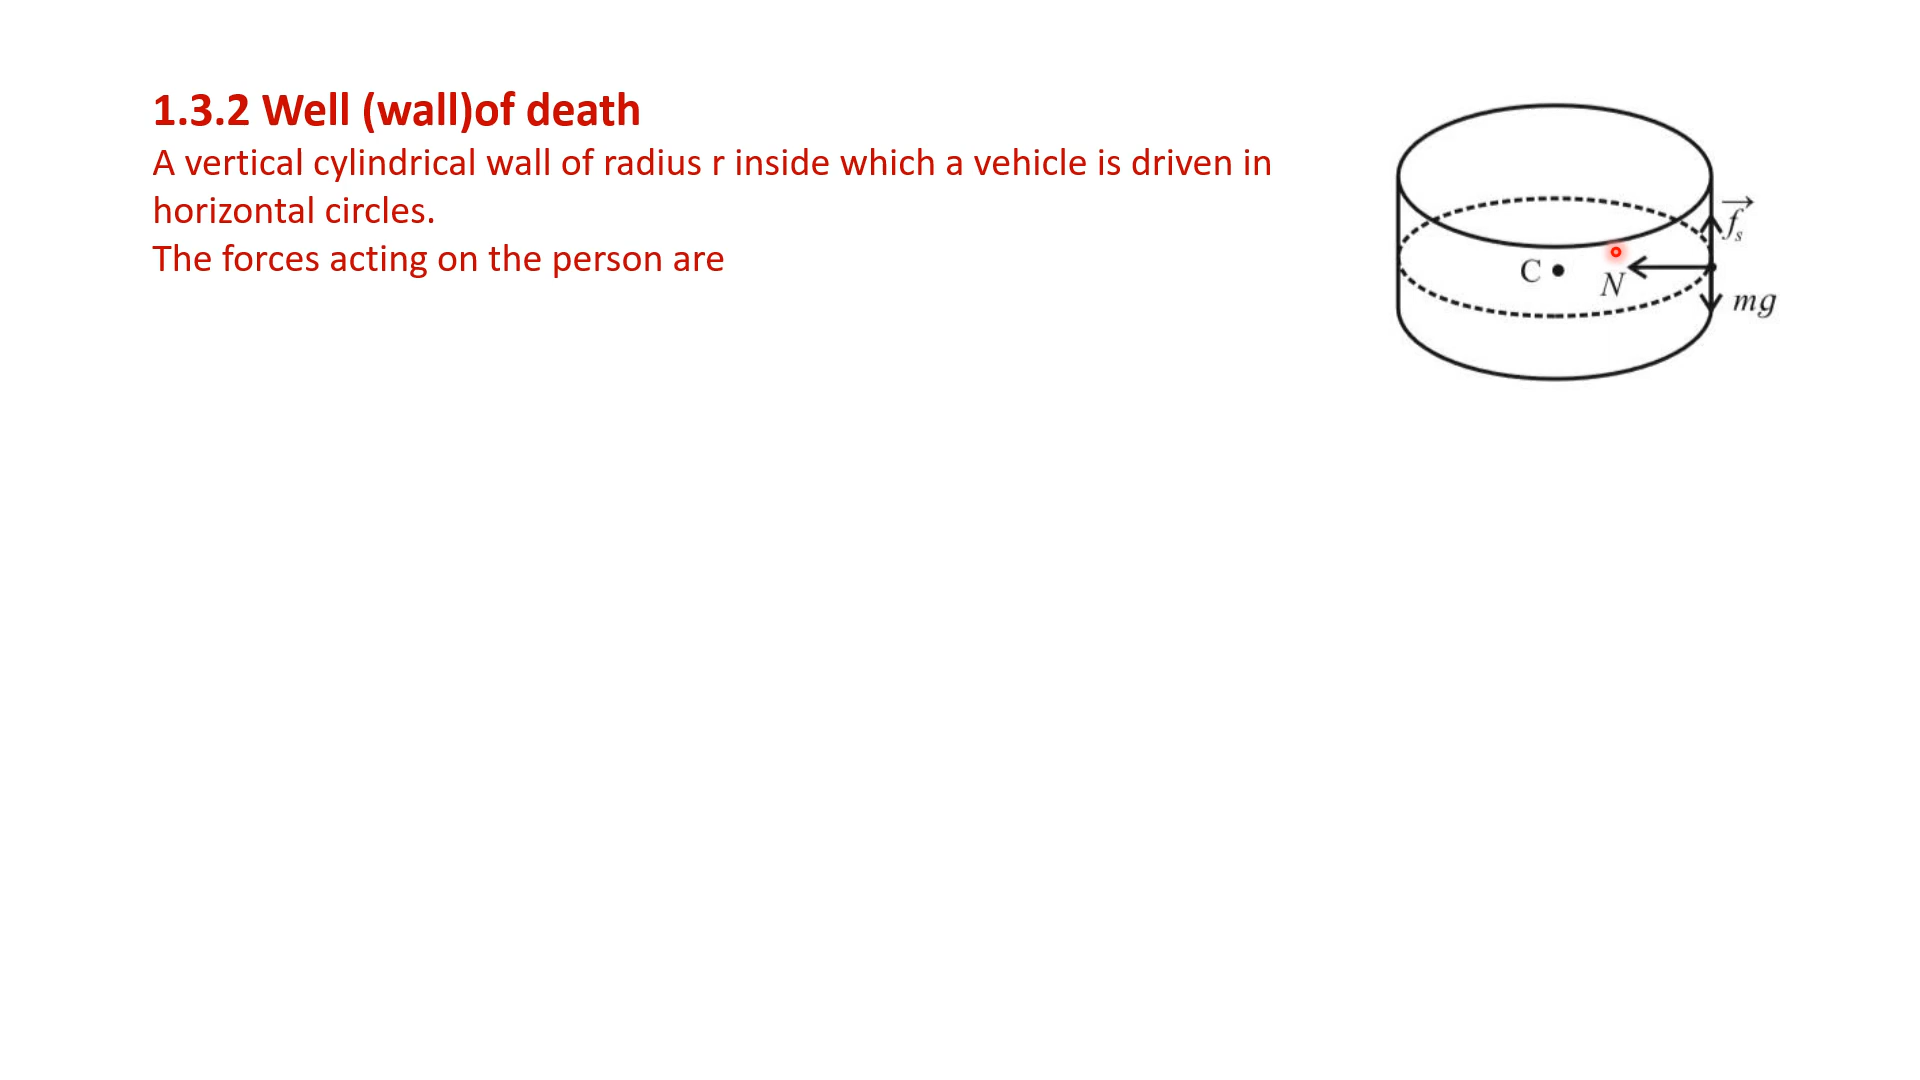 1.3.2 Well (wall)of death
A vertical cylindrical wall of radius r inside which a vehicle is driven in
horizontal circles.
The forces acting on the person are
f⃗s
C
N
mg